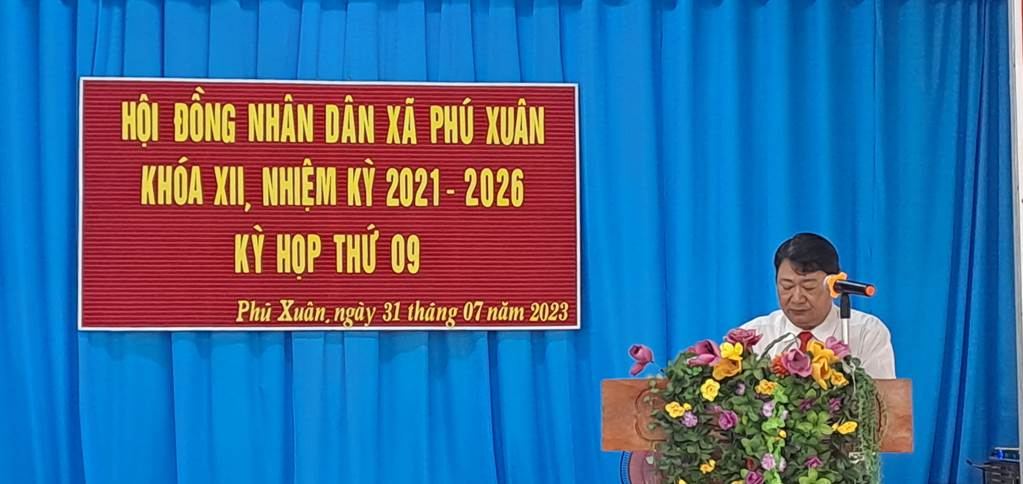 HỘI ĐỒNG NHÂN DÂN XÃ PHÚ XUÂN
KHÓA XII, NHIỆM KỲ 2021 - 2026
KỲ HỌP THỨ 09
Phú Xuân, ngày 31 tháng 07 năm 2023